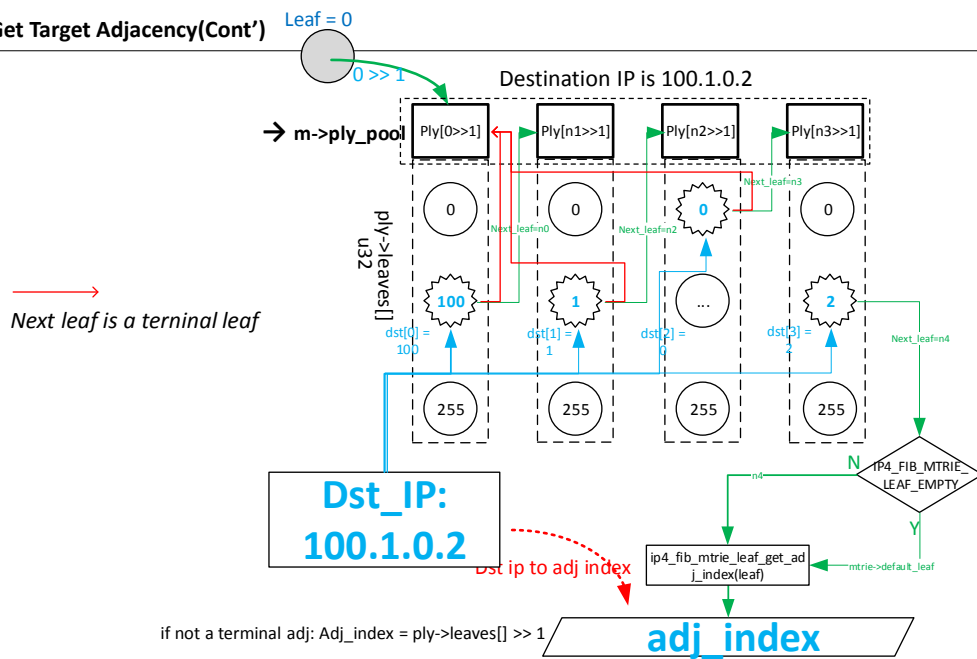 Get Target Adjacency(Cont')
Leaf = 0
0 >> 1
Destination IP is 100.1.0.2
→ m->ply_pool
Ply[0>>1]
Ply[n1>>1]
Ply[n2>>1]
Ply[n3>>1]
Next_leaf=n3
0
0
0
0
ply->leaves[]
u32
Next_leaf=n0
Next_leaf=n2
Next leaf is a terninal leaf
100
1
...
2
dst[0] =
100
dst[1] =
1
dst[2] =
0
dst[3] =
2
Next_leaf=n4
255
255
255
255
Dst_IP:
100.1.0.2
N
IP4_FIB_MTRIE_
LEAF_EMPTY
n4
Y
ip4_fib_mtrie_leaf_get_ad
j_index(leaf)
mtrie->default_leaf
Dst ip to adj index
if not a terminal adj: Adj_index = ply->leaves[] >> 1
adj_index